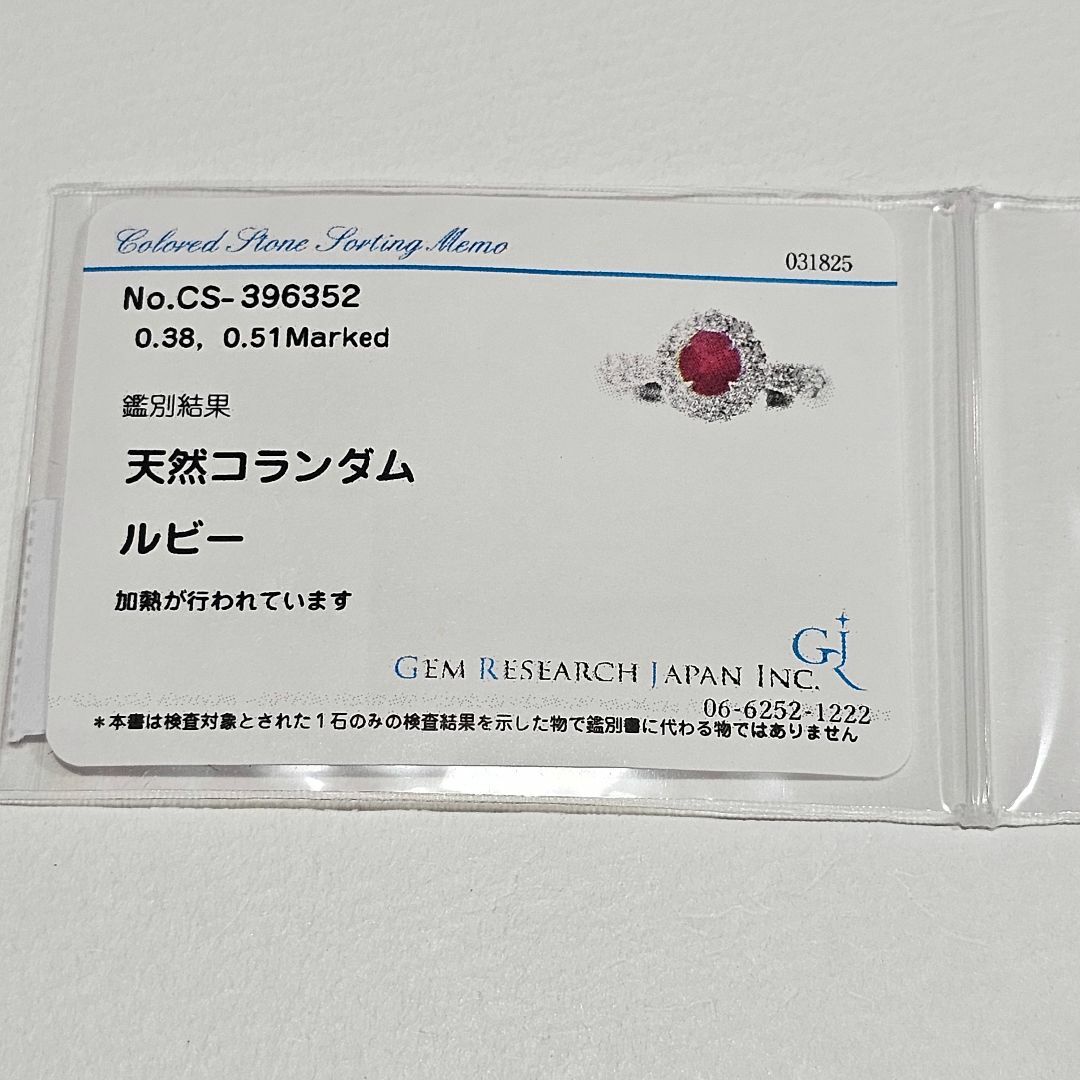 Colored Stone Sorting Memo
031825
No.CS-396352
0.38, 0.51Marked
鑑別結果
天然コランダム
ルビー
加熱が行われています
GJ
GEM RESEARCH JAPAN INC.
06-6252-1222
*本書は検査対象とされた1石のみの検査結果を示した物で鑑別書に代わる物ではありません